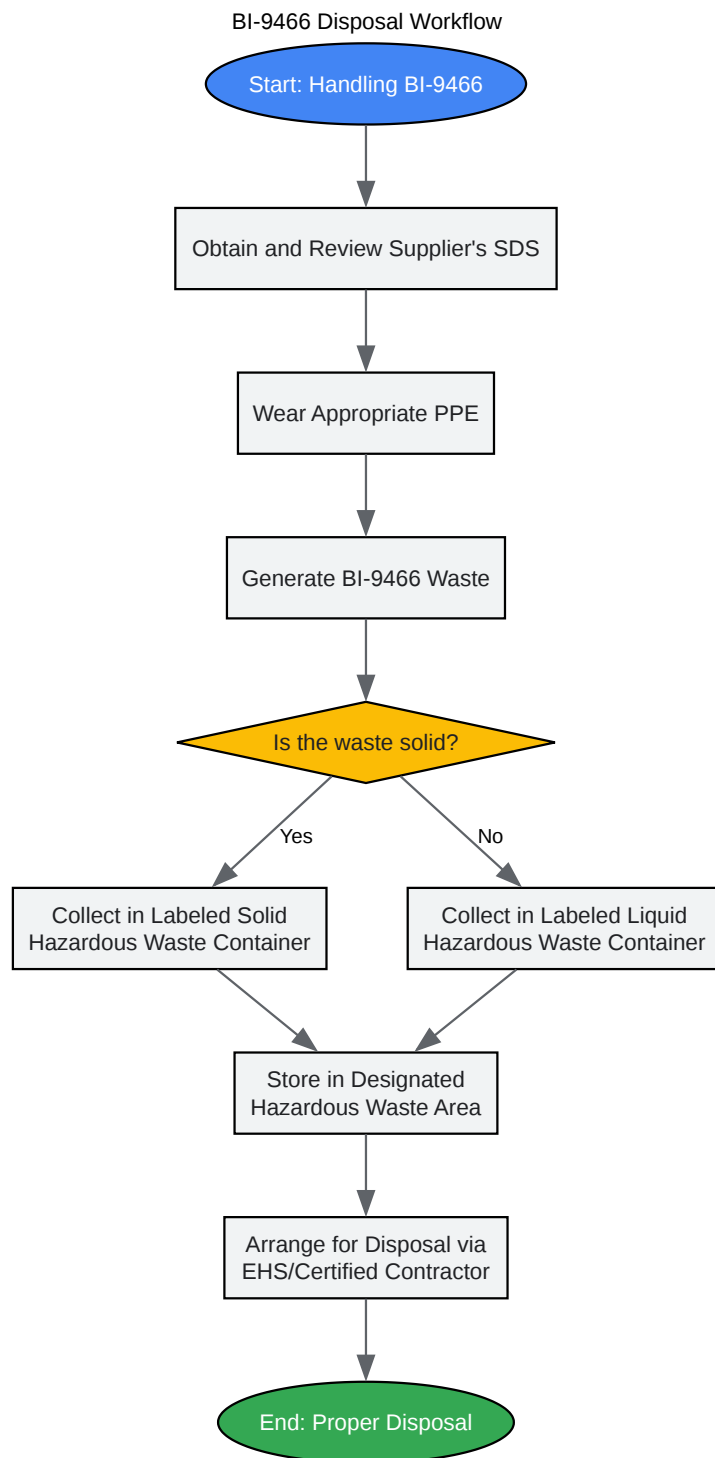 BI-9466 Disposal Workflow
Start: Handling BI-9466
Obtain and Review Supplier's SDS
Wear Appropriate PPE
Generate BI-9466 Waste
Is the waste solid?
Yes
No
Collect in Labeled Solid
Hazardous Waste Container
Collect in Labeled Liquid
Hazardous Waste Container
Store in Designated
Hazardous Waste Area
Arrange for Disposal via
EHS/Certified Contractor
End: Proper Disposal